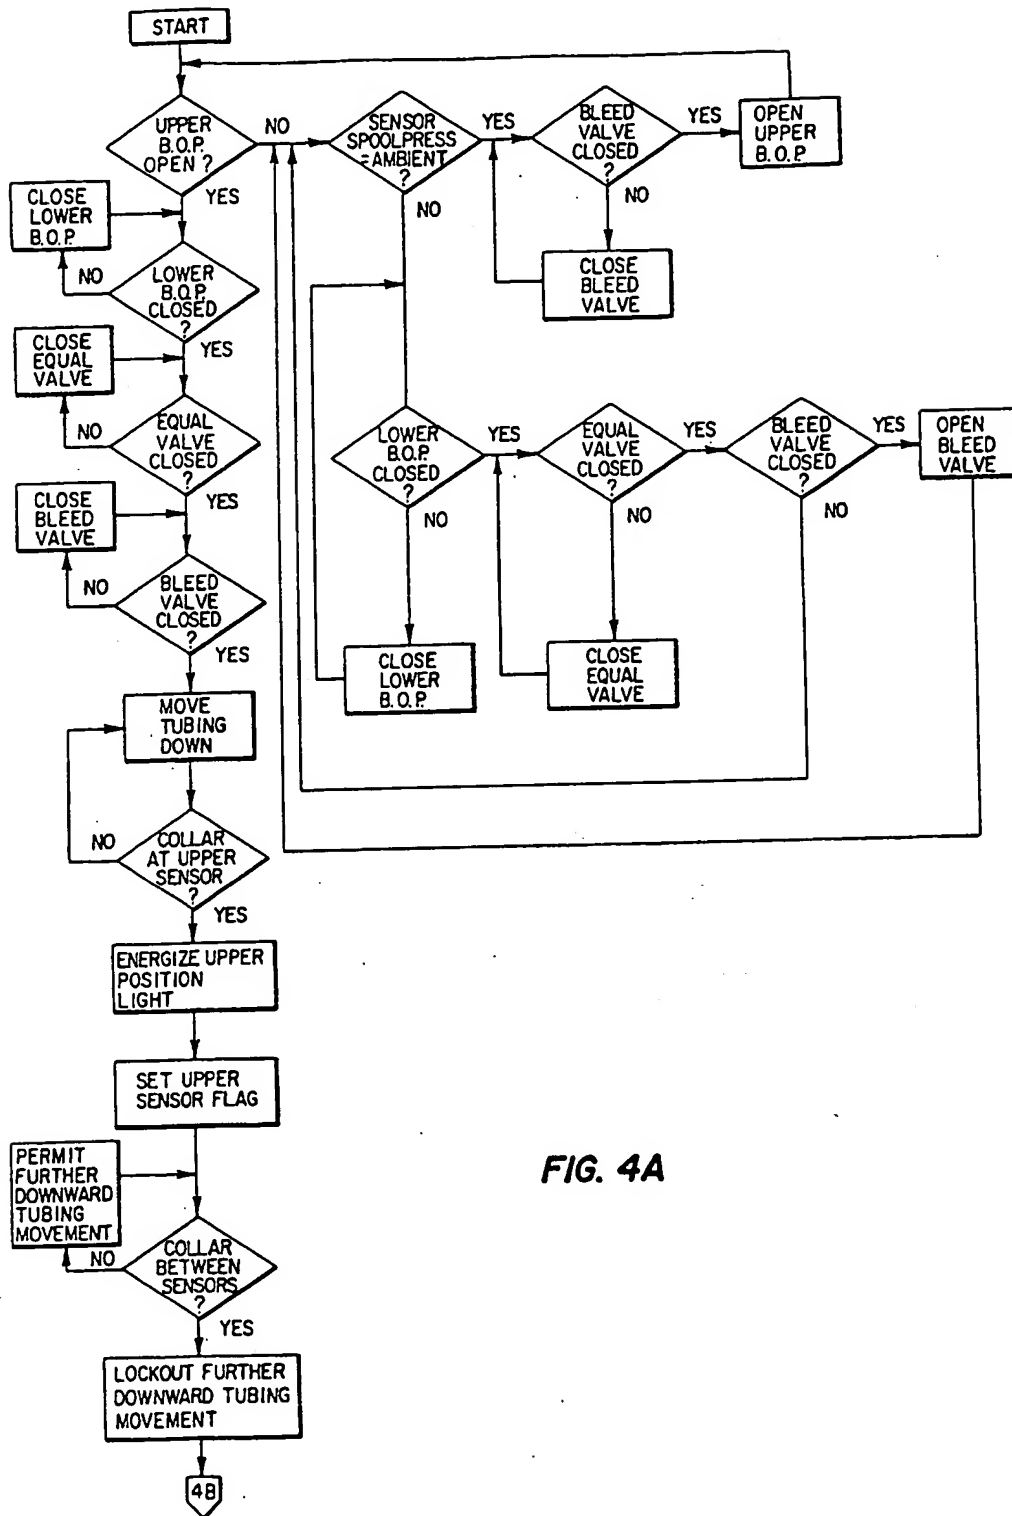 START
UPPER
B.O.P.
OPEN ?
NO
YES
SENSOR
SPOOLPRESS
=AMBIENT
?
YES
NO
BLEED
VALVE
CLOSED
?
YES
NO
OPEN
UPPER
B.O.P.
CLOSE
BLEED
VALVE
CLOSE
LOWER
B.O.P.
NO
LOWER
B.O.P.
CLOSED
?
YES
CLOSE
EQUAL
VALVE
NO
EQUAL
VALVE
CLOSED
?
YES
CLOSE
BLEED
VALVE
NO
BLEED
VALVE
CLOSED
?
YES
LOWER
B.O.P.
CLOSED
?
YES
NO
EQUAL
VALVE
CLOSED
?
YES
NO
BLEED
VALVE
CLOSED
?
YES
NO
OPEN
BLEED
VALVE
CLOSE
LOWER
B.O.P.
CLOSE
EQUAL
VALVE
MOVE
TUBING
DOWN
NO
COLLAR
AT UPPER
SENSOR
?
YES
ENERGIZE UPPER
POSITION
LIGHT
SET UPPER
SENSOR FLAG
PERMIT
FURTHER
DOWNWARD
TUBING
MOVEMENT
NO
COLLAR
BETWEEN
SENSORS
?
YES
LOCKOUT FURTHER
DOWNWARD TUBING
MOVEMENT
4B
FIG. 4A